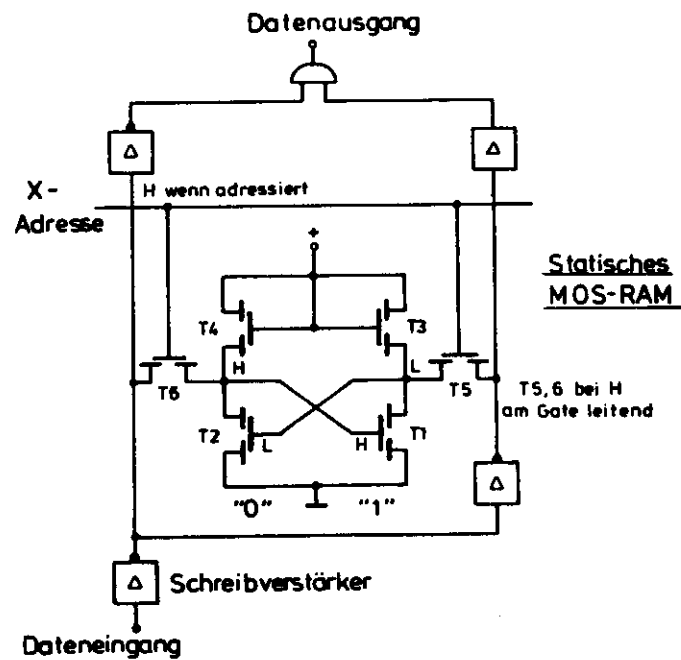 Datenausgang
Δ
Δ
X-
Adresse
H wenn adressiert
+
Statisches
MOS-RAM
T4
T3
H
L
T6
T5
T5,6 bei H
am Gate leitend
T2
L
H
T1
"0"
"1"
Δ
Δ
Schreibverstärker
Dateneingang